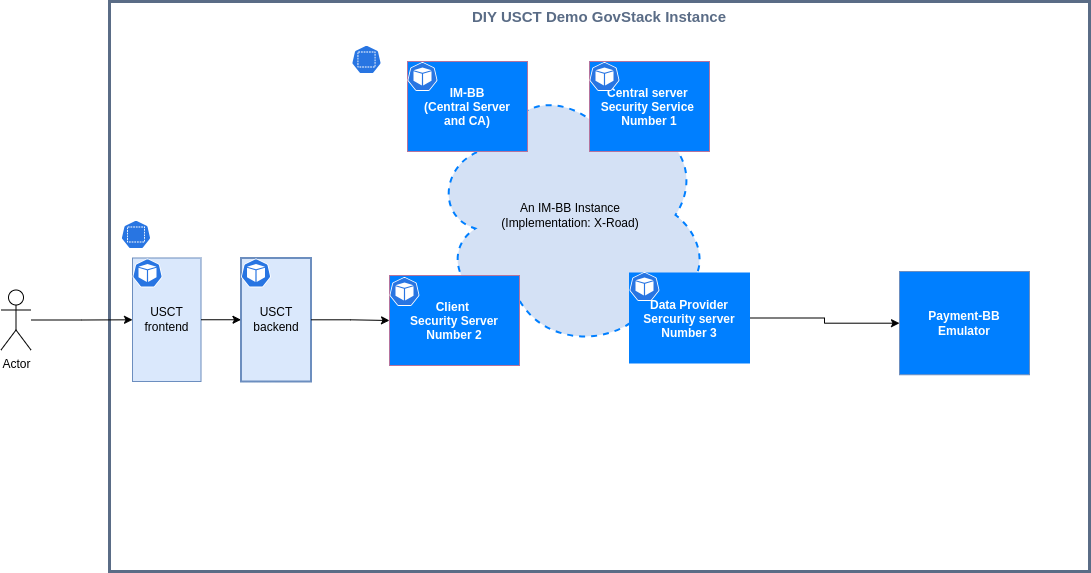 DIY USCT Demo GovStack Instance
IM-BB
(Central Server
and CA)
Central server
Security Service
Number 1
An IM-BB Instance
(Implementation: X-Road)
USCT
frontend
USCT
backend
Client
Security Server
Number 2
Data Provider
Sercurity server
Number 3
Payment-BB
Emulator
Actor